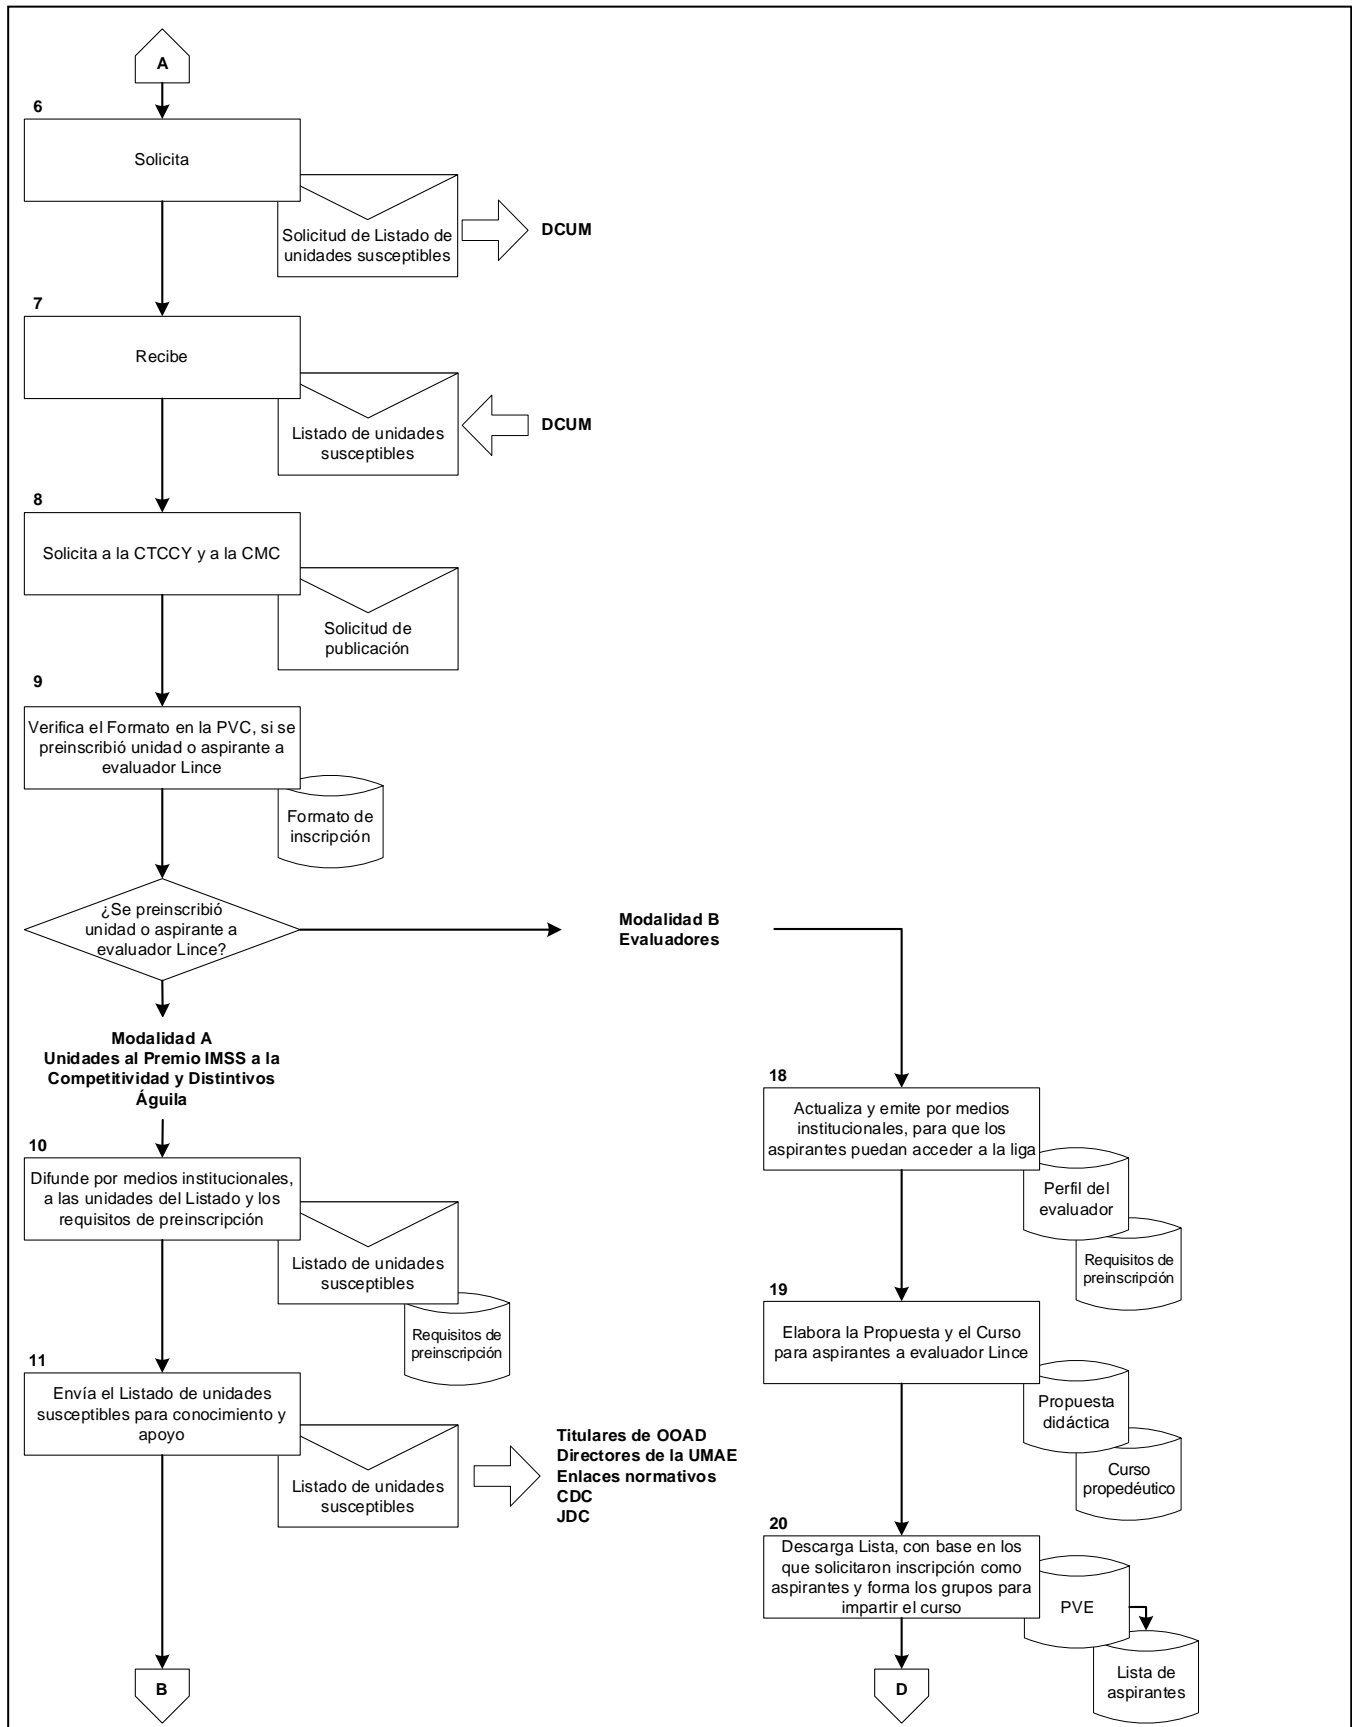 A
6
Solicita
Solicitud de Listado de
unidades susceptibles
DCUM
7
Recibe
Listado de unidades
susceptibles
DCUM
8
Solicita a la CTCCY y a la CMC
Solicitud de
publicación
9
Verifica el Formato en la PVC, si se
preinscribió unidad o aspirante a
evaluador Lince
Formato de
inscripción
¿Se preinscribió
unidad o aspirante a
evaluador Lince?
Modalidad B
Evaluadores
Modalidad A
Unidades al Premio IMSS a la
Competitividad y Distintivos
Águila
10
Difunde por medios institucionales,
a las unidades del Listado y los
requisitos de preinscripción
Listado de unidades
susceptibles
Requisitos de
preinscripción
11
Envía el Listado de unidades
susceptibles para conocimiento y
apoyo
Listado de unidades
susceptibles
Titulares de OOAD
Directores de la UMAE
Enlaces normativos
CDC
JDC
B
18
Actualiza y emite por medios
institucionales, para que los
aspirantes puedan acceder a la liga
Perfil del
evaluador
Requisitos de
preinscripción
19
Elabora la Propuesta y el Curso
para aspirantes a evaluador Lince
Propuesta
didáctica
Curso
propedéutico
20
Descarga Lista, con base en los
que solicitaron inscripción como
aspirantes y forma los grupos para
impartir el curso
PVE
Lista de
aspirantes
D